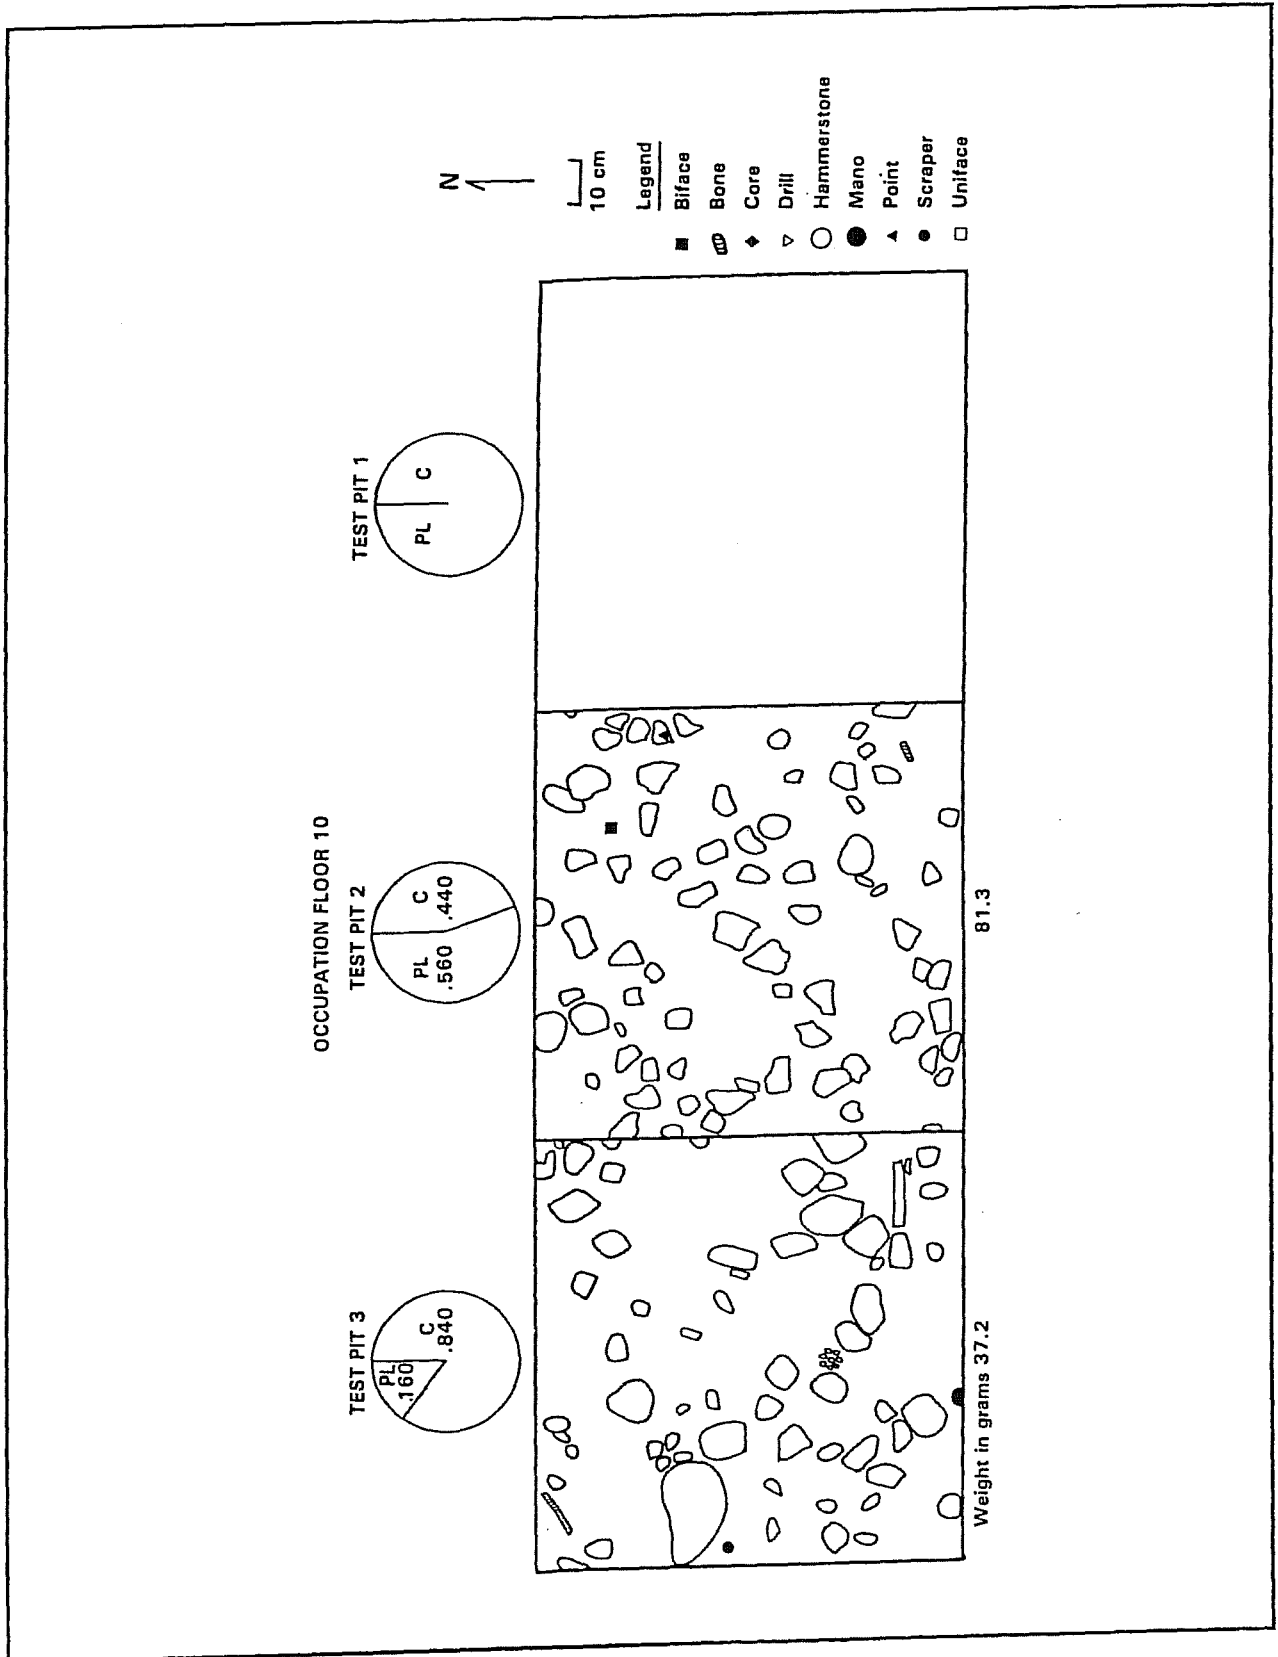 OCCUPATION FLOOR 10
TEST PIT 3
TEST PIT 2
TEST PIT 1
PL
.160
C
.840
PL
.560
C
.440
PL
C
N
10 cm
Legend
Biface
Bone
Core
Drill
Hammerstone
Mano
Point
Scraper
Uniface
Weight in grams 37.2
81.3